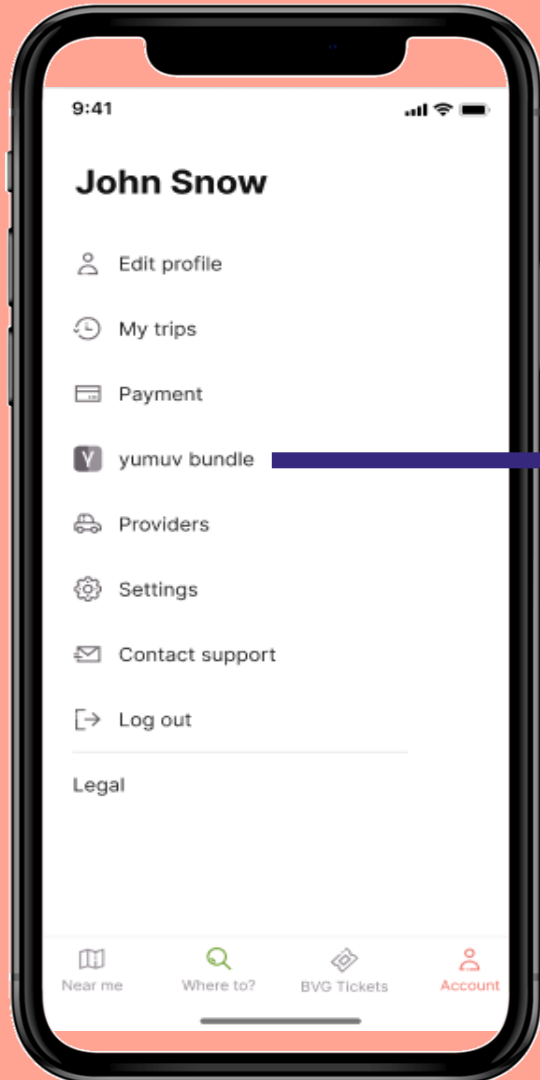 9:41
John Snow
Edit profile
My trips
Payment
Y yumuv bundle
Providers
Settings
Contact support
Log out
Legal
Near me Where to? BVG Tickets Account